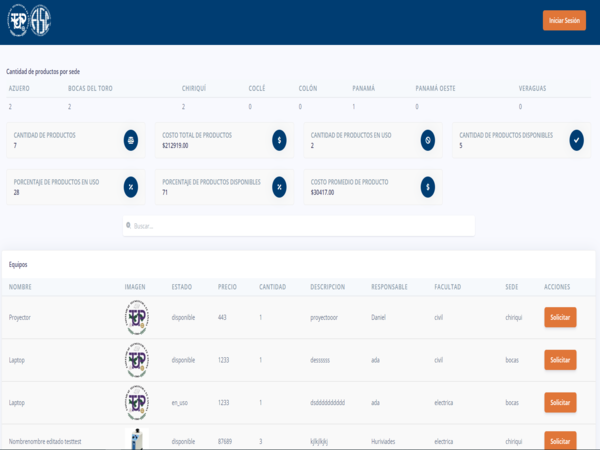 Iniciar Sesión
Cantidad de productos por sede
AZUERO BOCAS DEL TORO CHIRIQUÍ COCLÉ COLÓN PANAMÁ PANAMÁ OESTE VERAGUAS
2 2 2 0 0 1 0 0
CANTIDAD DE PRODUCTOS
7
COSTO TOTAL DE PRODUCTOS
$212919.00
CANTIDAD DE PRODUCTOS EN USO
2
CANTIDAD DE PRODUCTOS DISPONIBLES
5
PORCENTAJE DE PRODUCTOS EN USO
28
PORCENTAJE DE PRODUCTOS DISPONIBLES
71
COSTO PROMEDIO DE PRODUCTO
$30417.00
Buscar...
Equipos
NOMBRE IMAGEN ESTADO PRECIO CANTIDAD DESCRIPCION RESPONSABLE FACULTAD SEDE ACCIONES
Proyector disponible 443 1 proyectooor Daniel civil chiriqui Solicitar
Laptop disponible 1233 1 desssss ada civil bocas Solicitar
Laptop en_uso 1233 1 ada electrica bocas Solicitar
Nombrenombre editado testtest disponible 87689 3 Huriviades electrica chiriqui Solicitar